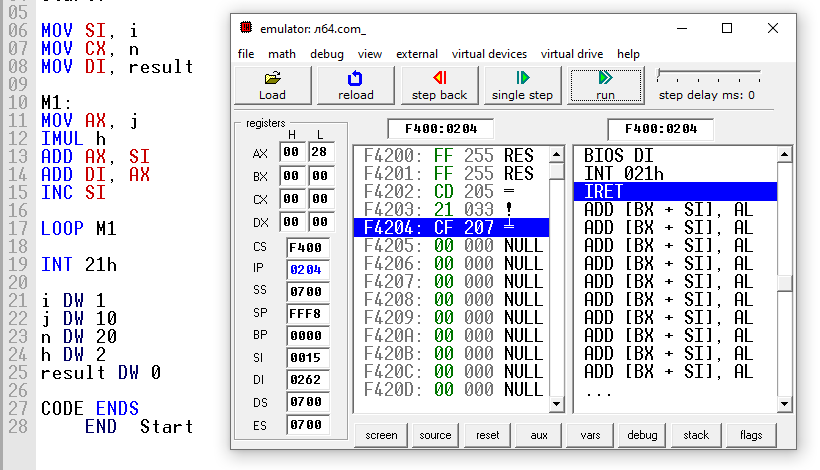 05
06 MOV SI, i
07 MOV CX, n
08 MOV DI, result
09
10 M1:
11 MOV AX, j
12 IMUL h
13 ADD AX, SI
14 ADD DI, AX
15 INC SI
16
17 LOOP M1
18
19 INT 21h
20
21 i DW 1
22 j DW 10
23 n DW 20
24 h DW 2
25 result DW 0
26
27 CODE ENDS
28 END Start
emulator: л64.com_
file math debug view external virtual devices virtual drive help
Load reload step back single step run step delay ms: 0
registers
H L
AX 00 28
BX 00 00
CX 00 00
DX 00 00
CS F400
IP 0204
SS 0700
SP FFF8
BP 0000
SI 0015
DI 0262
DS 0700
ES 0700
F400:0204
F4200: FF 255 RES
F4201: FF 255 RES
F4202: CD 205 ═
F4203: 21 033 !
F4204: CF 207 ╧
F4205: 00 000 NULL
F4206: 00 000 NULL
F4207: 00 000 NULL
F4208: 00 000 NULL
F4209: 00 000 NULL
F420A: 00 000 NULL
F420B: 00 000 NULL
F420C: 00 000 NULL
F420D: 00 000 NULL
F400:0204
BIOS DI
INT 021h
IRET
ADD [BX + SI], AL
ADD [BX + SI], AL
ADD [BX + SI], AL
ADD [BX + SI], AL
ADD [BX + SI], AL
ADD [BX + SI], AL
ADD [BX + SI], AL
ADD [BX + SI], AL
ADD [BX + SI], AL
ADD [BX + SI], AL
...
screen source reset aux vars debug stack flags